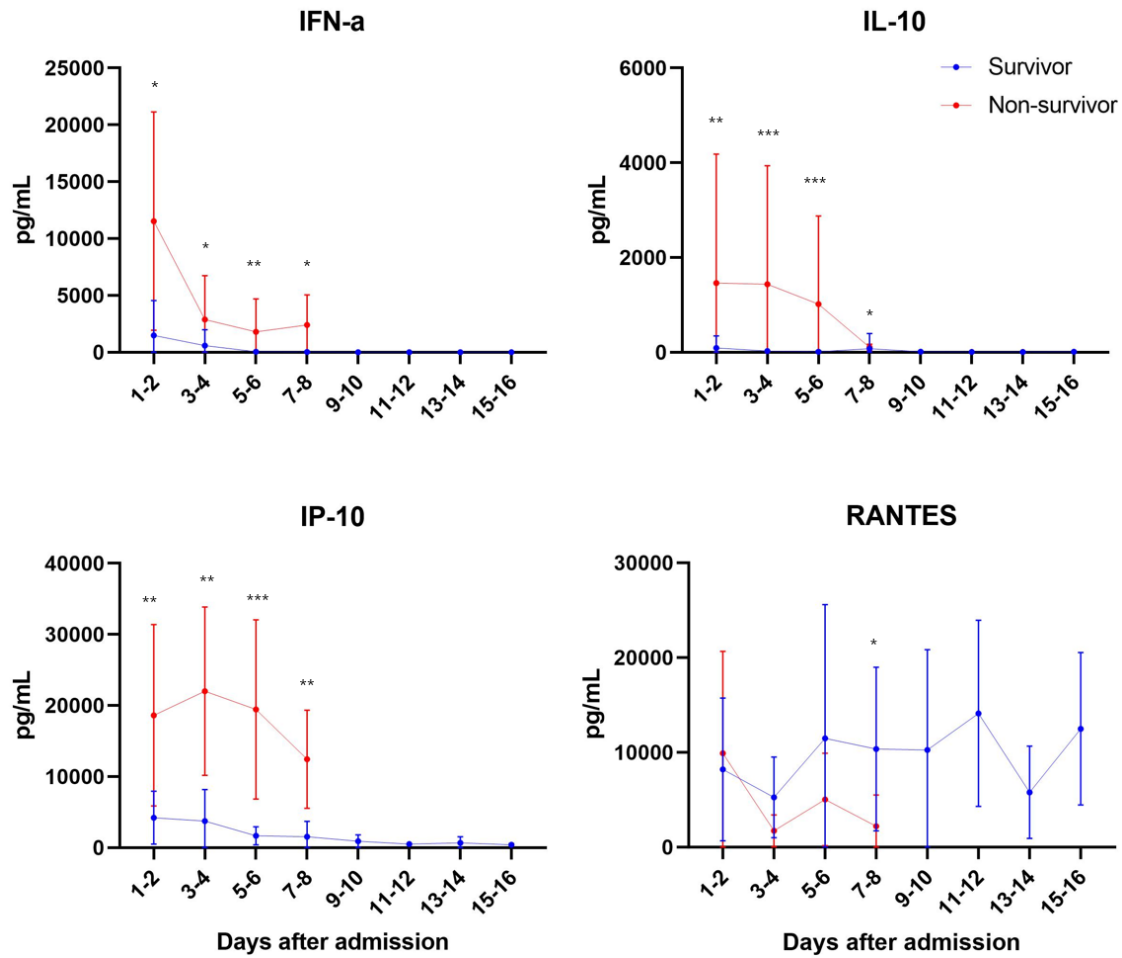 IFN-a
25000
20000
15000
10000
5000
0
pg/mL
* * ** *
1-2 3-4 5-6 7-8 9-10 11-12 13-14 15-16
IL-10
Survivor
Non-survivor
6000
4000
2000
0
pg/mL
** *** *** *
1-2 3-4 5-6 7-8 9-10 11-12 13-14 15-16
IP-10
40000
30000
20000
10000
0
pg/mL
** ** *** **
1-2 3-4 5-6 7-8 9-10 11-12 13-14 15-16
Days after admission
RANTES
30000
20000
10000
0
pg/mL
*
1-2 3-4 5-6 7-8 9-10 11-12 13-14 15-16
Days after admission